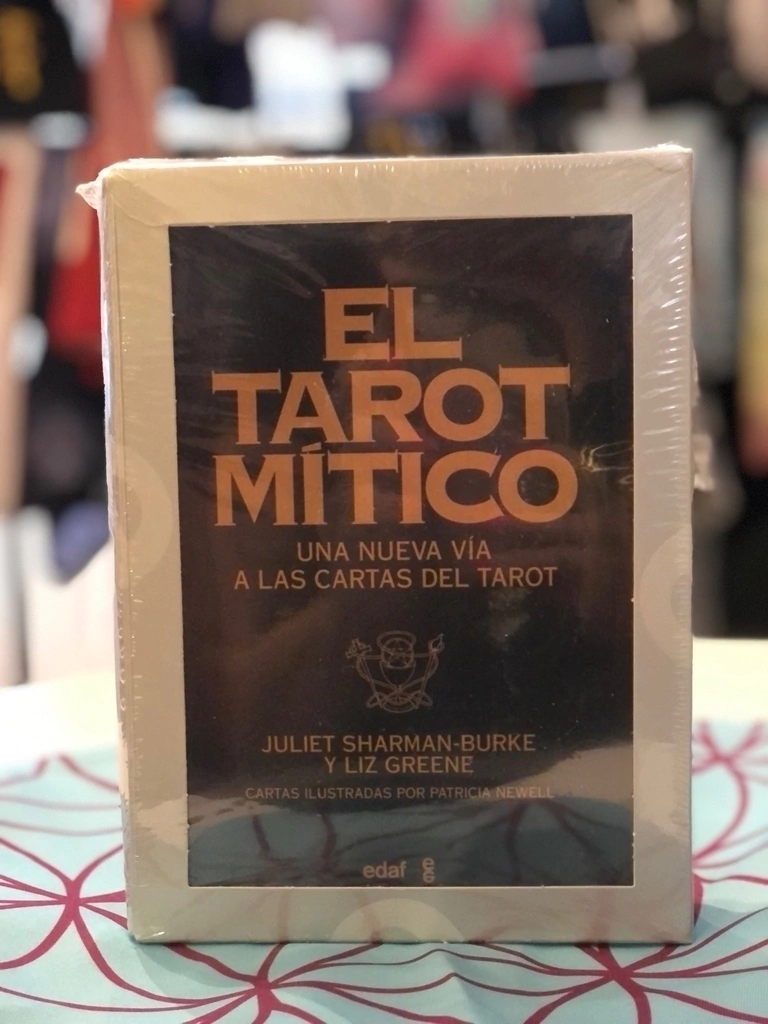 EL
TAROT
MÍTICO
UNA NUEVA VÍA
A LAS CARTAS DEL TAROT
JULIET SHARMAN-BURKE
Y LIZ GREENE
CARTAS ILUSTRADAS POR PATRICIA NEWELL
edaf